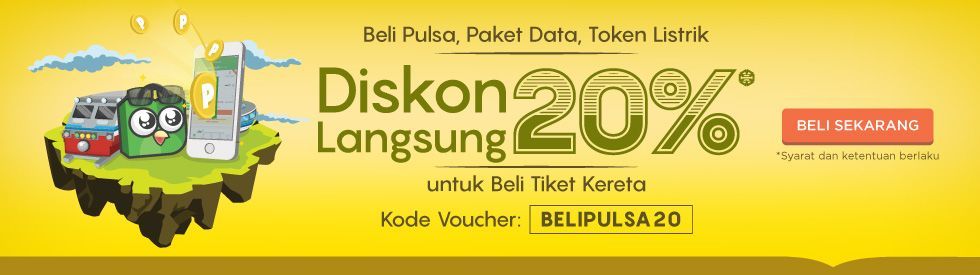 Beli Pulsa, Paket Data, Token Listrik
Diskon
Langsung
20%*
untuk Beli Tiket Kereta
Kode Voucher: BELIPULSA20
BELI SEKARANG
*Syarat dan ketentuan berlaku
P
P
P
P